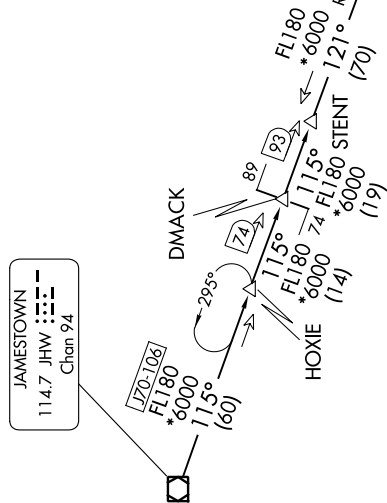 JAMESTOWN
114.7 JHW
Chan 94
J70-106
FL180
*6000
115°
(60)
295°
HOXIE
74
115°
FL180
*6000
(14)
DMACK
89
74
93
115°
FL180
*6000
(19)
STENT
FL180
*6000
121°
(70)
R